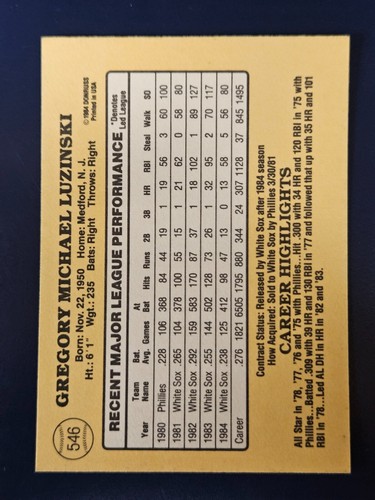 546
GREGORY MICHAEL LUZINSKI
Born: Nov. 22, 1950 Home: Medford, N. J.
Ht.: 6' 1" Wgt.: 235 Bats: Right Throws: Right
© 1984 DONRUSS
Printed in USA
RECENT MAJOR LEAGUE PERFORMANCE *Denotes Led League
Team Bat. At
Year Name Avg. Games Bat Hits Runs 2B 3B HR RBI Steal Walk SO
1980 Phillies .228 106 368 84 44 19 1 19 56 3 60 100
1981 White Sox .265 104 378 100 55 15 1 21 62 0 58 80
1982 White Sox .292 159 583 170 87 37 1 18 102 1 89 127
1983 White Sox .255 144 502 128 73 26 1 32 95 2 70 117
1984 White Sox .238 125 412 98 47 13 0 13 58 5 56 80
Career .276 1821 6505 1795 880 344 24 307 1128 37 845 1495
Contract Status: Released by White Sox after 1984 season
How Acquired: Sold to White Sox by Phillies 3/30/81
CAREER HIGHLIGHTS
All Star in '78, '77, '76 and '75 with Phillies...Hit .300 with 34 HR and 120 RBI in '75 with
Phillies...Batted .309 with 39 HR and 130 RBI in '77 and followed that up with 35 HR and 101
RBI in '78...Led AL DH in HR in '82 and '83.